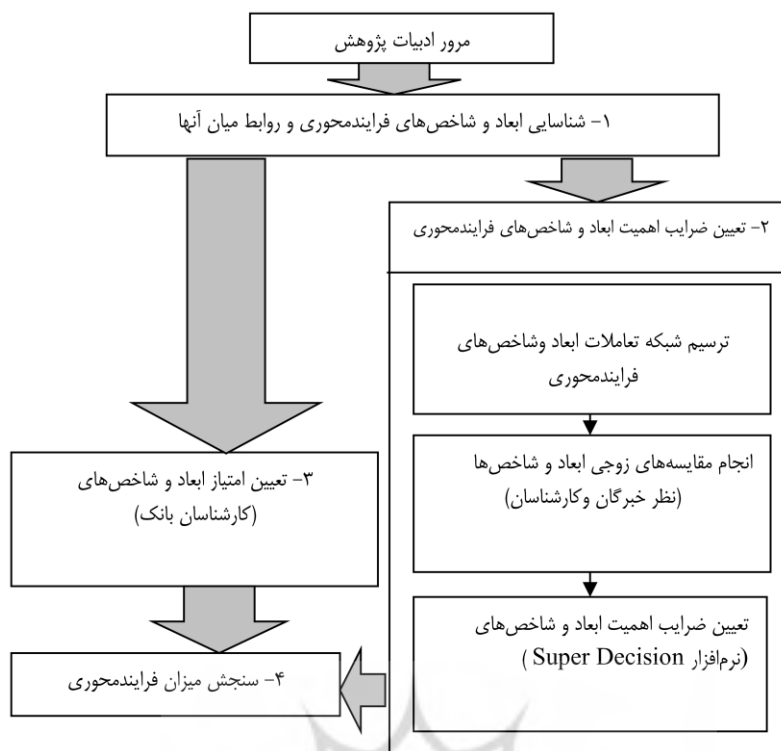 مرور ادبیات پژوهش
۱- شناسایی ابعاد و شاخص‌های فرایندمحوری و روابط میان آنها
۲- تعیین ضرایب اهمیت ابعاد و شاخص‌های فرایندمحوری
ترسیم شبکه تعاملات ابعاد وشاخص‌های
فرایندمحوری
انجام مقایسه‌های زوجی ابعاد و شاخص‌ها
(نظر خبرگان وکارشناسان)
تعیین ضرایب اهمیت ابعاد و شاخص‌های
(نرم‌افزار Super Decision )
۳- تعیین امتیاز ابعاد و شاخص‌های
(کارشناسان بانک)
۴- سنجش میزان فرایندمحوری